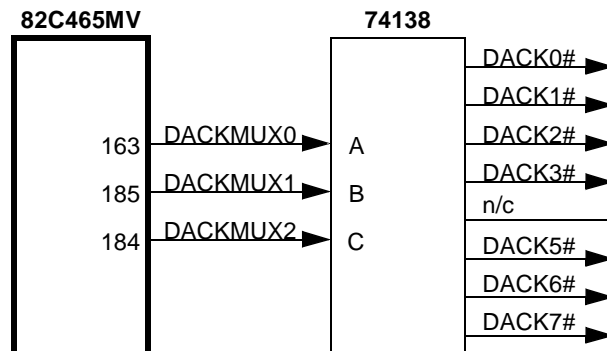 82C465MV 74138
DACK0#
DACK1#
163 DACKMUX0 A DACK2#
185 DACKMUX1 B DACK3#
n/c
184 DACKMUX2 C DACK5#
DACK6#
DACK7#